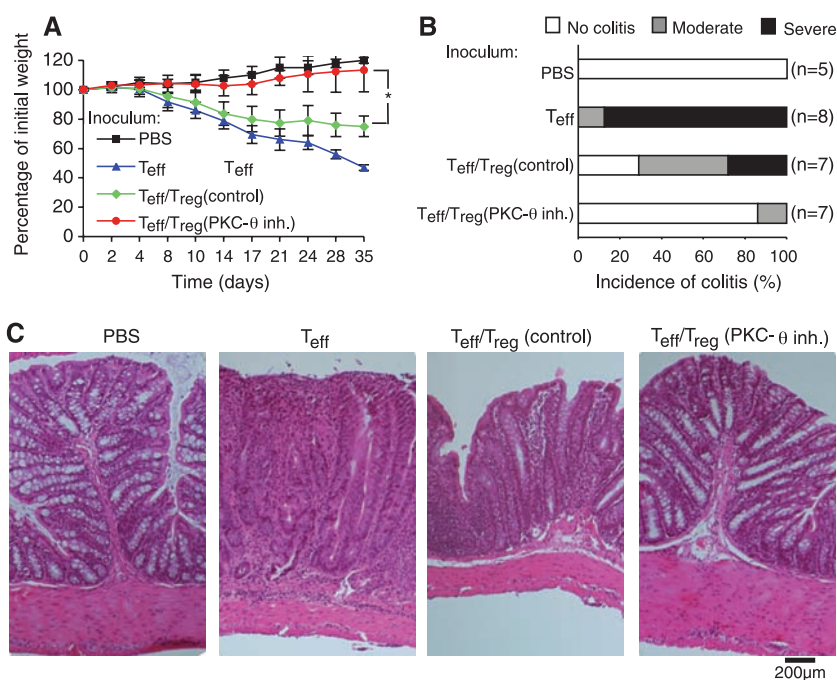 A
Percentage of initial weight
120
100
80
60
40
20
0
Inoculum:
PBS
Teff
Teff/Treg(control)
Teff/Treg(PKC-θ inh.)
Teff
*
0 2 4 8 10 14 17 21 24 28 35
Time (days)
B
No colitis Moderate Severe
Inoculum:
PBS (n=5)
Teff (n=8)
Teff/Treg(control) (n=7)
Teff/Treg(PKC-θ inh.) (n=7)
0 20 40 60 80 100
Incidence of colitis (%)
C
PBS Teff Teff/Treg (control) Teff/Treg (PKC- θ inh.)
200μm